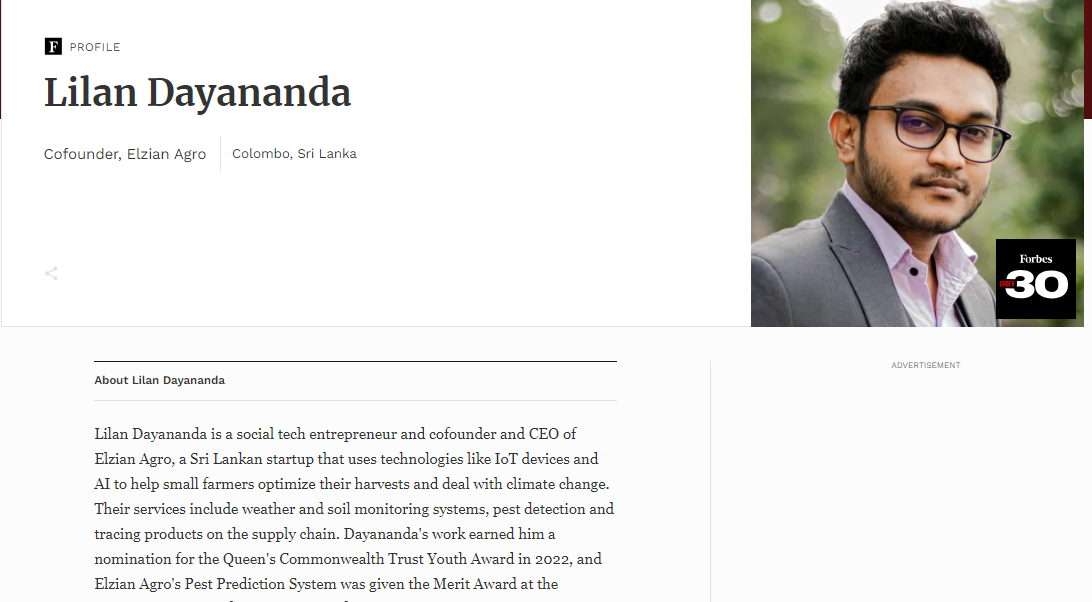 F PROFILE
Lilan Dayananda
Cofounder, Elzian Agro
Colombo, Sri Lanka
Forbes
UNDER 30
About Lilan Dayananda
ADVERTISEMENT
Lilan Dayananda is a social tech entrepreneur and cofounder and CEO of
Elzian Agro, a Sri Lankan startup that uses technologies like IoT devices and
AI to help small farmers optimize their harvests and deal with climate change.
Their services include weather and soil monitoring systems, pest detection and
tracing products on the supply chain. Dayananda's work earned him a
nomination for the Queen's Commonwealth Trust Youth Award in 2022, and
Elzian Agro's Pest Prediction System was given the Merit Award at the